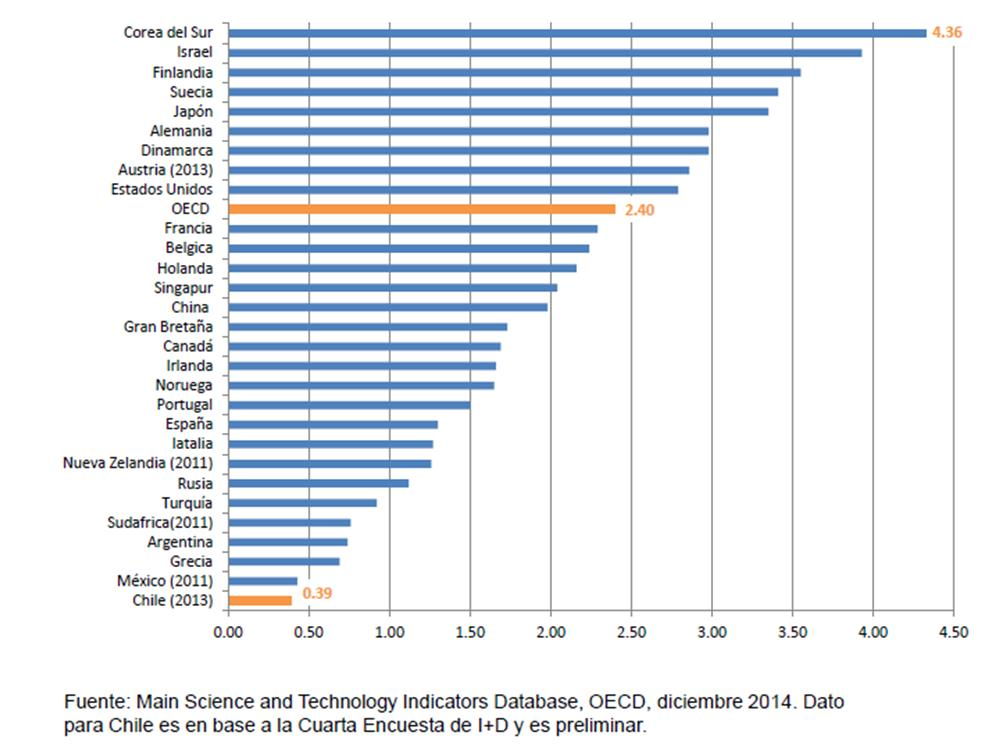 Corea del Sur 4.36
Israel
Finlandia
Suecia
Japón
Alemania
Dinamarca
Austria (2013)
Estados Unidos
OECD 2.40
Francia
Belgica
Holanda
Singapur
China
Gran Bretaña
Canadá
Irlanda
Noruega
Portugal
España
Iatalia
Nueva Zelandia (2011)
Rusia
Turquía
Sudafrica(2011)
Argentina
Grecia
México (2011)
Chile (2013) 0.39
0.00 0.50 1.00 1.50 2.00 2.50 3.00 3.50 4.00 4.50
Fuente: Main Science and Technology Indicators Database, OECD, diciembre 2014. Dato
para Chile es en base a la Cuarta Encuesta de I+D y es preliminar.